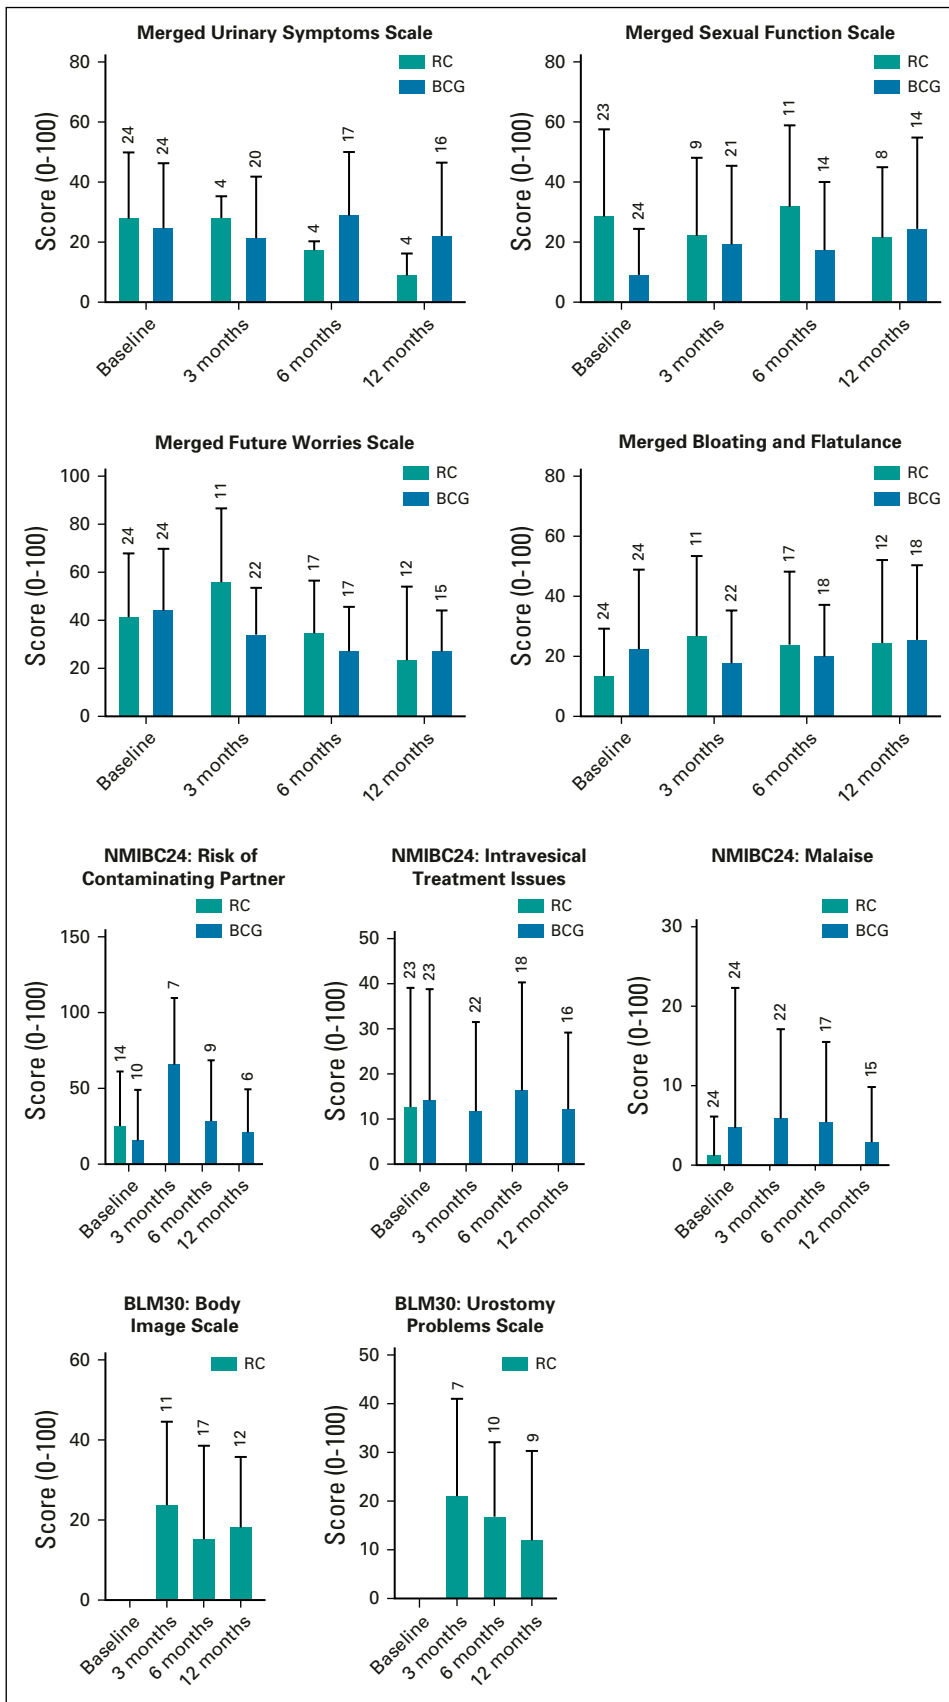 Merged Urinary Symptoms Scale
RC
BCG
Score (0-100)
80
60
40
20
0
24
24
4
20
4
17
4
16
Baseline
3 months
6 months
12 months
Merged Sexual Function Scale
RC
BCG
Score (0-100)
80
60
40
20
0
23
24
9
21
11
14
8
14
Baseline
3 months
6 months
12 months
Merged Future Worries Scale
RC
BCG
Score (0-100)
100
80
60
40
20
0
24
24
11
22
17
17
12
15
Baseline
3 months
6 months
12 months
Merged Bloating and Flatulance
RC
BCG
Score (0-100)
80
60
40
20
0
24
24
11
22
17
18
12
18
Baseline
3 months
6 months
12 months
NMIBC24: Risk of
Contaminating Partner
RC
BCG
Score (0-100)
150
100
50
0
14
10
7
9
6
Baseline
3 months
6 months
12 months
NMIBC24: Intravesical
Treatment Issues
RC
BCG
Score (0-100)
50
40
30
20
10
0
23
23
22
18
16
Baseline
3 months
6 months
12 months
NMIBC24: Malaise
RC
BCG
Score (0-100)
30
20
10
0
24
24
22
17
15
Baseline
3 months
6 months
12 months
BLM30: Body
Image Scale
RC
Score (0-100)
60
40
20
0
11
17
12
Baseline
3 months
6 months
12 months
BLM30: Urostomy
Problems Scale
RC
Score (0-100)
50
40
30
20
10
0
7
10
9
Baseline
3 months
6 months
12 months